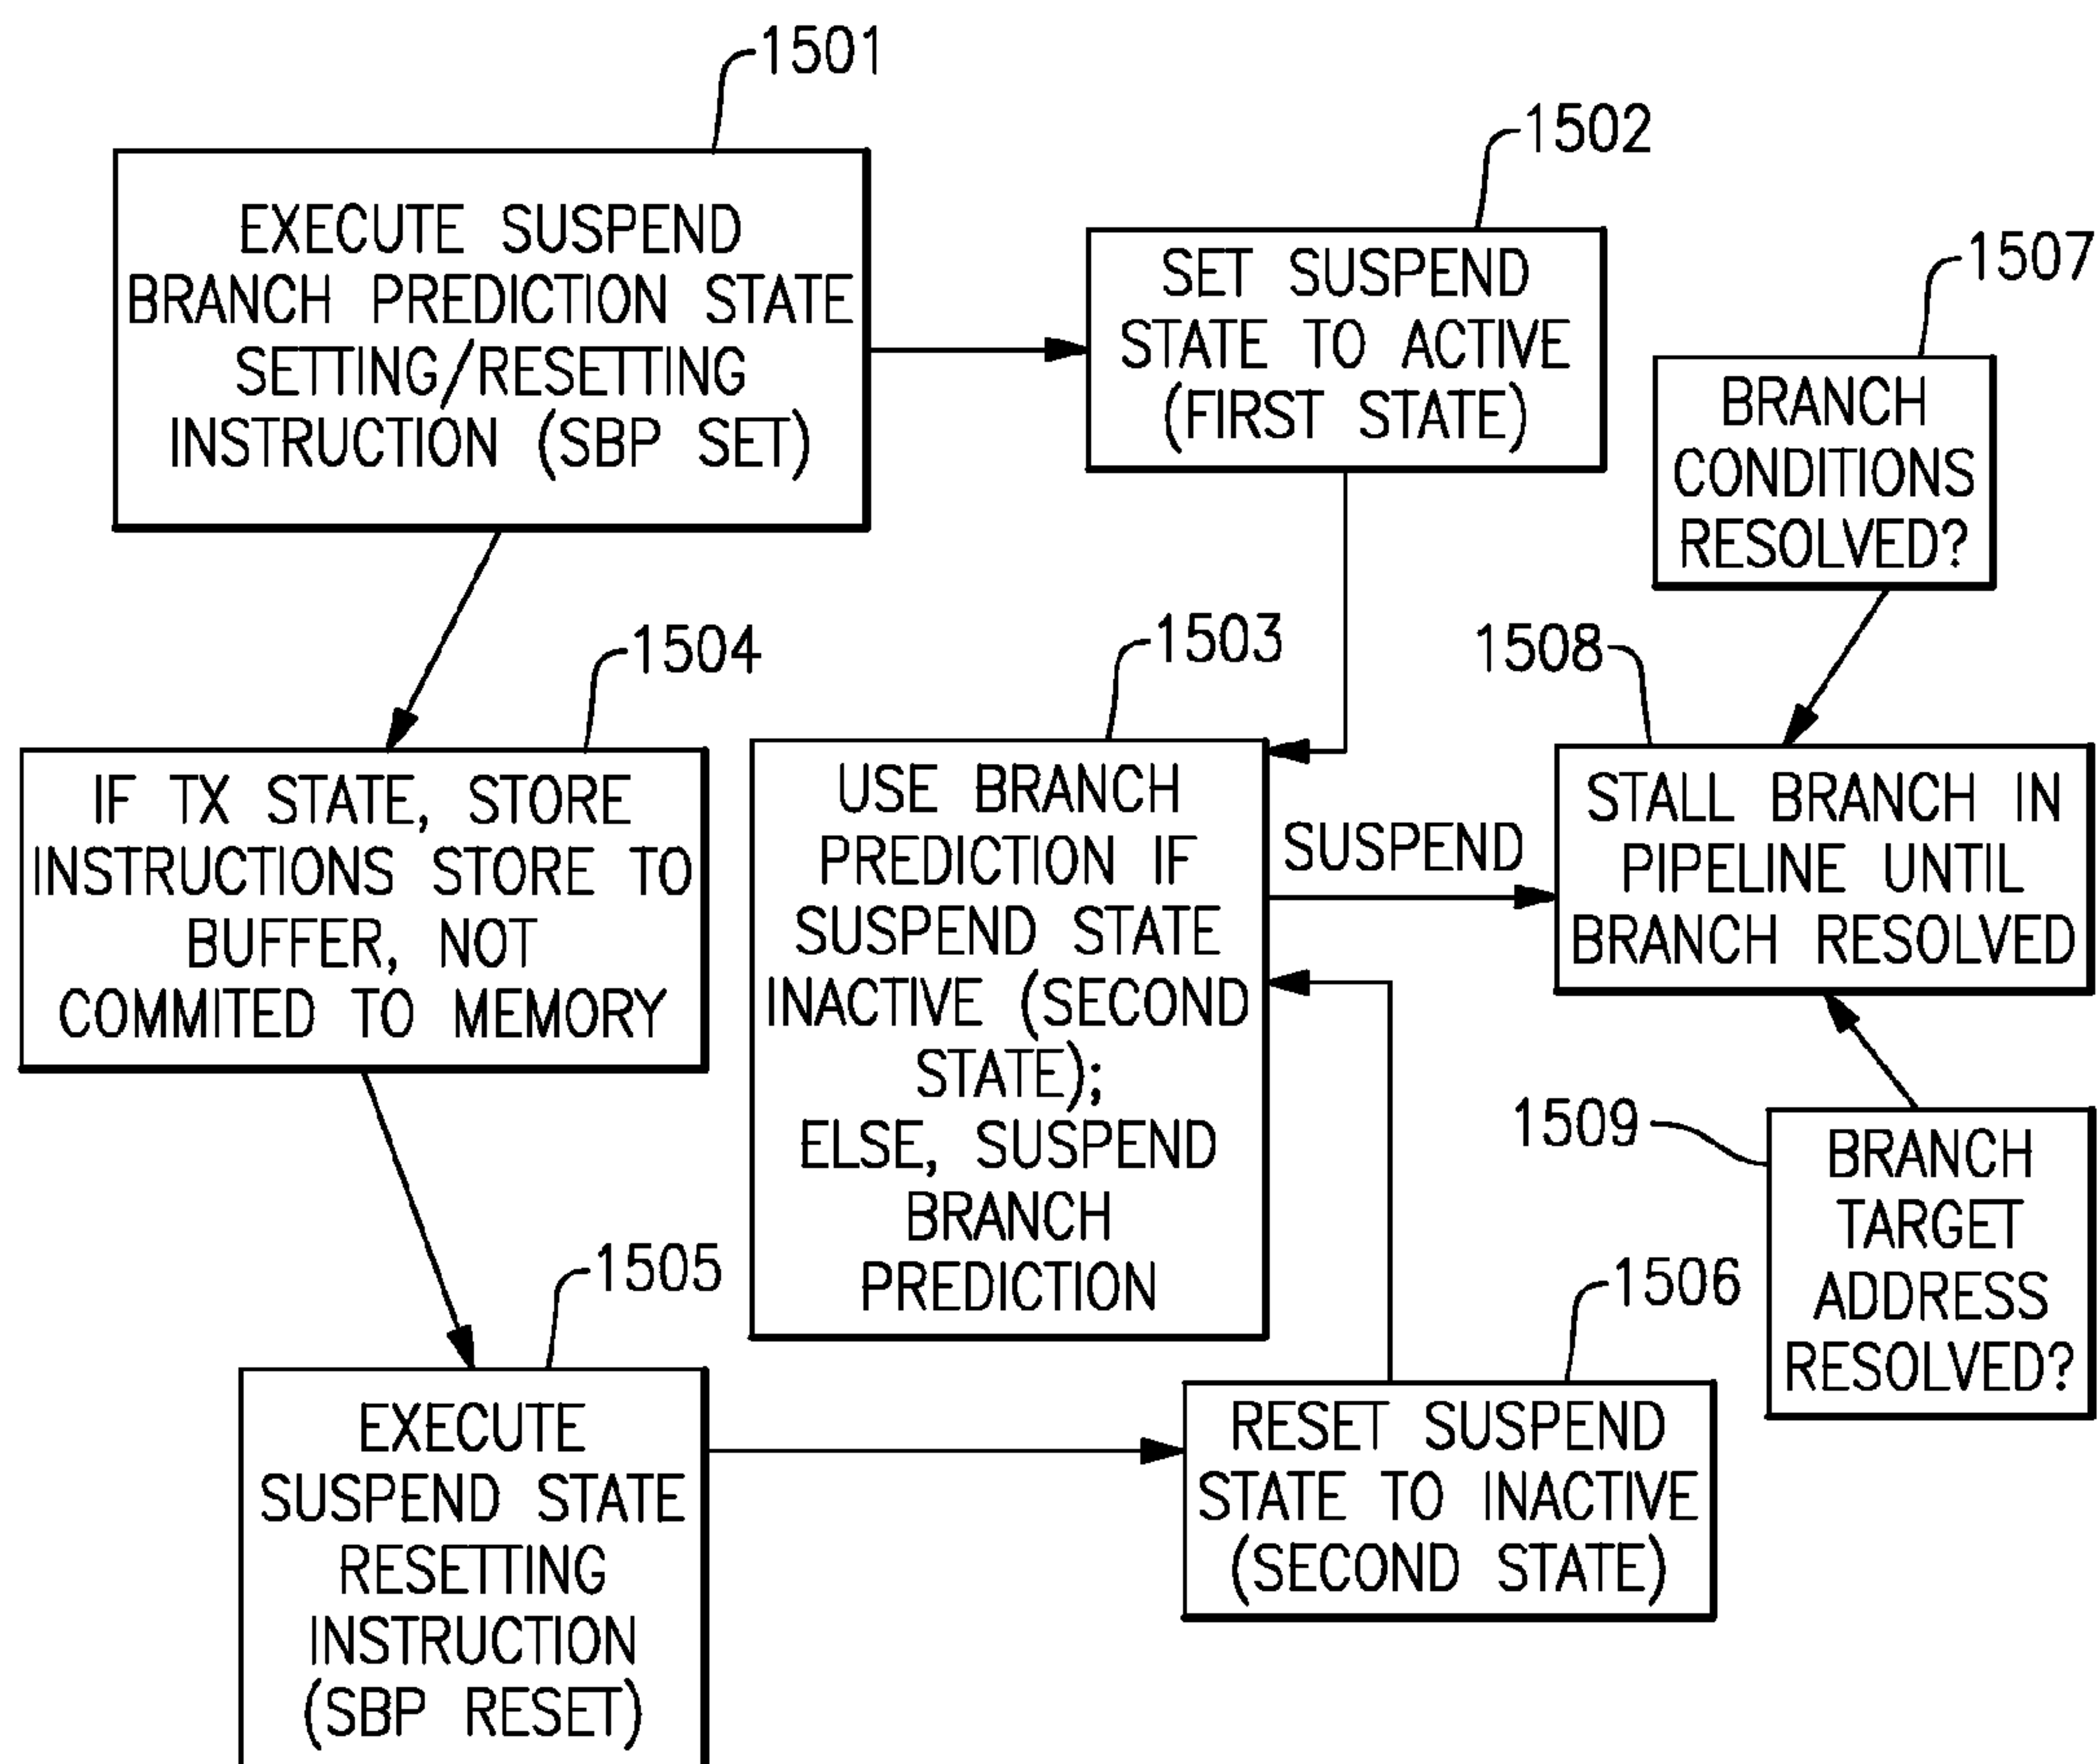 1501
EXECUTE SUSPEND
BRANCH PREDICTION STATE
SETTING/RESETTING
INSTRUCTION (SBP SET)
1502
SET SUSPEND
STATE TO ACTIVE
(FIRST STATE)
1507
BRANCH
CONDITIONS
RESOLVED?
1504
IF TX STATE, STORE
INSTRUCTIONS STORE TO
BUFFER, NOT
COMMITED TO MEMORY
1503
USE BRANCH
PREDICTION IF
SUSPEND STATE
INACTIVE (SECOND
STATE);
ELSE, SUSPEND
BRANCH
PREDICTION
SUSPEND
1508
STALL BRANCH IN
PIPELINE UNTIL
BRANCH RESOLVED
1509
BRANCH
TARGET
ADDRESS
RESOLVED?
1505
EXECUTE
SUSPEND STATE
RESETTING
INSTRUCTION
(SBP RESET)
1506
RESET SUSPEND
STATE TO INACTIVE
(SECOND STATE)